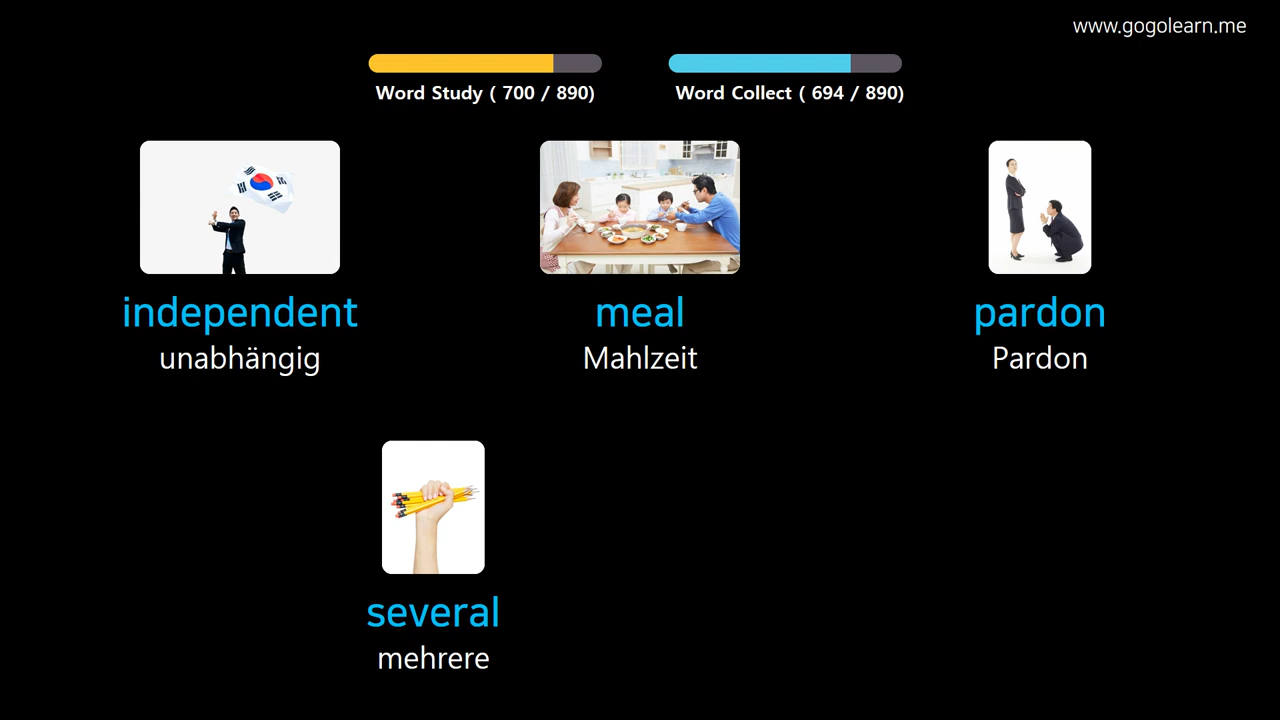 www.gogolearn.me
Word Study ( 700 / 890)
Word Collect ( 694 / 890)
independent
unabhängig
meal
Mahlzeit
pardon
Pardon
several
mehrere